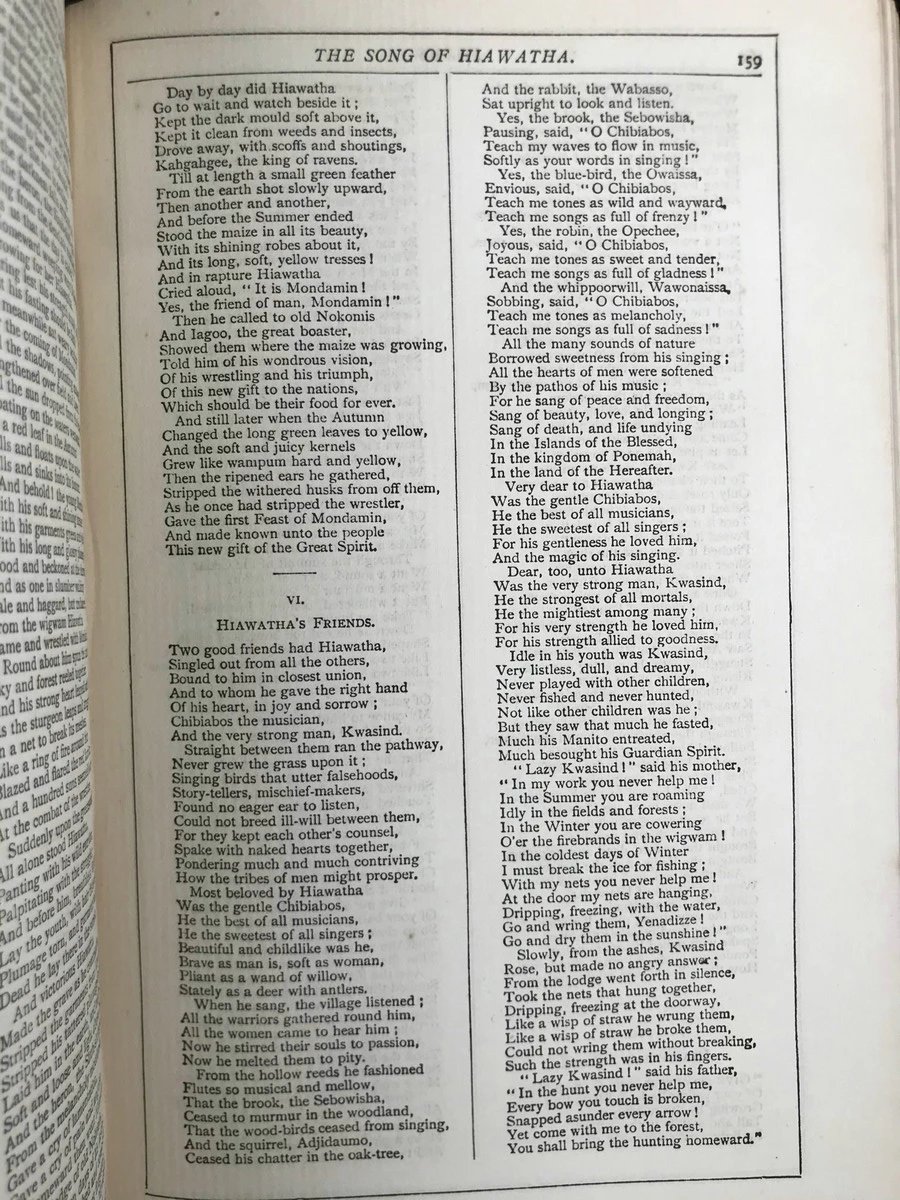 THE SONG OF HIAWATHA.
159
Day by day did Hiawatha
Go to wait and watch beside it;
Kept the dark mould soft above it,
Kept it clean from weeds and insects,
Drove away, with scoffs and shoutings,
Kahgahgee, the king of ravens.
Till at length a small green feather
From the earth shot slowly upward,
Then another and another,
And before the Summer ended
Stood the maize in all its beauty,
With its shining robes about it,
And its long, soft, yellow tresses!
And in rapture Hiawatha
Cried aloud, "It is Mondamin!
Yes, the friend of man, Mondamin!"
Then he called to old Nokomis
And Iagoo, the great boaster,
Showed them where the maize was growing,
Told him of his wondrous vision,
Of his wrestling and his triumph,
Of this new gift to the nations,
Which should be their food for ever.
And still later when the Autumn
Changed the long green leaves to yellow,
And the soft and juicy kernels
Grew like wampum hard and yellow,
Then the ripened ears he gathered,
Stripped the withered husks from off them,
As he once had stripped the wrestler,
Gave the first Feast of Mondamin,
And made known unto the people
This new gift of the Great Spirit.
VI.
HIAWATHA'S FRIENDS.
Two good friends had Hiawatha,
Singled out from all the others,
Bound to him in closest union,
And to whom he gave the right hand
Of his heart, in joy and sorrow;
Chibiabos the musician,
And the very strong man, Kwasind.
Straight between them ran the pathway,
Never grew the grass upon it;
Singing birds that utter falsehoods,
Story-tellers, mischief-makers,
Found no eager ear to listen,
Could not breed ill-will between them,
For they kept each other's counsel,
Spake with naked hearts together,
Pondering much and much contriving
How the tribes of men might prosper.
Most beloved by Hiawatha
Was the gentle Chibiabos,
He the best of all musicians,
He the sweetest of all singers;
Beautiful and childlike was he,
Brave as man is, soft as woman,
Pliant as a wand of willow,
Stately as a deer with antlers.
When he sang, the village listened;
All the warriors gathered round him,
All the women came to hear him;
Now he stirred their souls to passion,
Now he melted them to pity.
From the hollow reeds he fashioned
Flutes so musical and mellow,
That the brook, the Sebowisha,
Ceased to murmur in the woodland,
That the wood-birds ceased from singing,
And the squirrel, Adjidaumo,
Ceased his chatter in the oak-tree,
And the rabbit, the Wabasso,
Sat upright to look and listen.
Yes, the brook, the Sebowisha,
Pausing, said, "O Chibiabos,
Teach my waves to flow in music,
Softly as your words in singing!"
Yes, the blue-bird, the Owaissa,
Envious, said, "O Chibiabos,
Teach me tones as wild and wayward,
Teach me songs as full of frenzy!"
Yes, the robin, the Opechee,
Joyous, said, "O Chibiabos,
Teach me tones as sweet and tender,
Teach me songs as full of gladness!"
And the whippoorwill, Wawonaissa,
Sobbing, said, "O Chibiabos,
Teach me tones as melancholy,
Teach me songs as full of sadness!"
All the many sounds of nature
Borrowed sweetness from his singing;
All the hearts of men were softened
By the pathos of his music;
For he sang of peace and freedom,
Sang of beauty, love, and longing;
Sang of death, and life undying
In the Islands of the Blessed,
In the kingdom of Ponemah,
In the land of the Hereafter.
Very dear to Hiawatha
Was the gentle Chibiabos,
He the best of all musicians,
He the sweetest of all singers;
For his gentleness he loved him,
And the magic of his singing.
Dear, too, unto Hiawatha
Was the very strong man, Kwasind,
He the strongest of all mortals,
He the mightiest among many;
For his very strength he loved him,
For his strength allied to goodness.
Idle in his youth was Kwasind,
Very listless, dull, and dreamy,
Never played with other children,
Never fished and never hunted,
Not like other children was he;
But they saw that much he fasted,
Much his Manito entreated,
Much besought his Guardian Spirit.
"Lazy Kwasind!" said his mother,
"In my work you never help me!
In the Summer you are roaming
Idly in the fields and forests;
In the Winter you are cowering
O'er the firebrands in the wigwam!
In the coldest days of Winter
I must break the ice for fishing;
With my nets you never help me!
At the door my nets are hanging,
Dripping, freezing, with the water,
Go and wring them, Yenadizze!
Go and dry them in the sunshine!"
Slowly, from the ashes, Kwasind
Rose, but made no angry answer;
From the lodge went forth in silence,
Took the nets that hung together,
Dripping, freezing at the doorway,
Like a wisp of straw he wrung them,
Like a wisp of straw he broke them,
Could not wring them without breaking,
Such the strength was in his fingers.
"Lazy Kwasind!" said his father,
"In the hunt you never help me,
Every bow you touch is broken,
Snapped asunder every arrow!
Yet come with me to the forest,
You shall bring the hunting homeward."